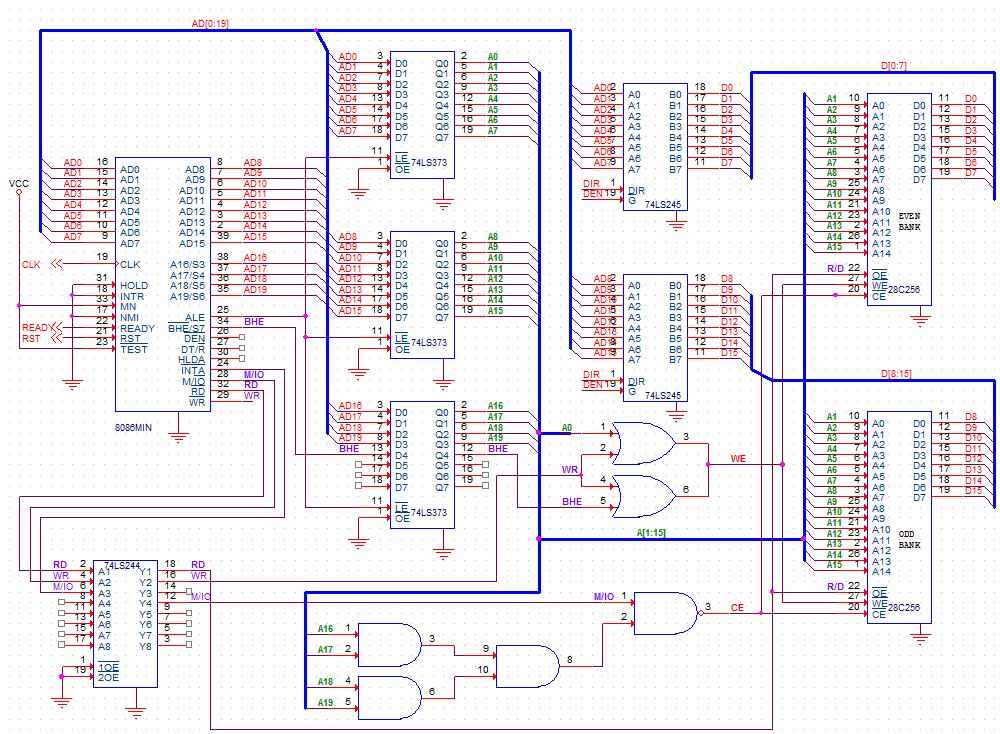 AD[0:19]
AD0 3 D0 Q0 2 A0
AD1 4 D1 Q1 5 A1
AD2 7 D2 Q2 6 A2
AD3 8 D3 Q3 9 A3
AD4 13 D4 Q4 12 A4
AD5 14 D5 Q5 15 A5
AD6 17 D6 Q6 16 A6
AD7 18 D7 Q7 19 A7
11 LE
1 OE
74LS373
AD8 3 D0 Q0 2 A8
AD9 4 D1 Q1 5 A9
AD10 7 D2 Q2 6 A10
AD11 8 D3 Q3 9 A11
AD12 13 D4 Q4 12 A12
AD13 14 D5 Q5 15 A13
AD14 17 D6 Q6 16 A14
AD15 18 D7 Q7 19 A15
11 LE
1 OE
74LS373
AD16 3 D0 Q0 2 A16
AD17 4 D1 Q1 5 A17
AD18 7 D2 Q2 6 A18
AD19 8 D3 Q3 9 A19
BHE 13 D4 Q4 12 BHE
14 D5 Q5 15
17 D6 Q6 16
18 D7 Q7 19
11 LE
1 OE
74LS373
VCC
AD0 16 AD0 AD8 8 AD8
AD1 15 AD1 AD9 7 AD9
AD2 14 AD2 AD10 6 AD10
AD3 13 AD3 AD11 5 AD11
AD4 12 AD4 AD12 4 AD12
AD5 11 AD5 AD13 3 AD13
AD6 10 AD6 AD14 2 AD14
AD7 9 AD7 AD15 39 AD15
CLK 19 CLK A16/S3 38 AD16
A17/S4 37 AD17
31 HOLD A18/S5 36 AD18
18 INTR A19/S6 35 AD19
33 MN
17 NMI ALE 25
READY 22 READY BHE/S7 34 BHE
RST 21 RST DEN 26
23 TEST DT/R 27
HLDA 30
INTA 24
M/IO 28 M/IO
RD 32 RD
WR 29 WR
8086MIN
AD0 2 A0 B0 18 D0
AD1 3 A1 B1 17 D1
AD2 4 A2 B2 16 D2
AD3 5 A3 B3 15 D3
AD4 6 A4 B4 14 D4
AD5 7 A5 B5 13 D5
AD6 8 A6 B6 12 D6
AD7 9 A7 B7 11 D7
DIR 1 DIR
DEN 19 G
74LS245
AD8 2 A0 B0 18 D8
AD9 3 A1 B1 17 D9
A2 B2 16 D10
A3 B3 15 D11
A4 B4 14 D12
A5 B5 13 D13
A6 B6 12 D14
A7 B7 11 D15
DIR 1 DIR
DEN 19 G
74LS245
D[0:7]
A1 10 A0 D0 11 D0
A2 9 A1 D1 12 D1
A3 8 A2 D2 13 D2
A4 7 A3 D3 15 D3
A5 6 A4 D4 16 D4
A6 5 A5 D5 17 D5
A7 4 A6 D6 18 D6
A8 3 A7 D7 19 D7
A9 25 A8
A10 24 A9
A11 21 A10
A12 23 A11
A13 2 A12
A14 26 A13
A15 1 A14
EVEN
BANK
R/D 22 OE
27 WE
20 CE
28C256
D[8:15]
A1 10 A0 D0 11 D8
A2 9 A1 D1 12 D9
A3 8 A2 D2 13 D10
A4 7 A3 D3 15 D11
A5 6 A4 D4 16 D12
A6 5 A5 D5 17 D13
A7 4 A6 D6 18 D14
A8 3 A7 D7 19 D15
A9 25 A8
A10 24 A9
A11 21 A10
A12 23 A11
A13 2 A12
A14 26 A13
A15 1 A14
ODD
BANK
R/D 22 OE
27 WE
20 CE
28C256
A0 1
2
3
WR 4
BHE 5
6
WE
A[1:15]
74LS244
RD 2 A1 Y1 18 RD
WR 4 A2 Y2 16 WR
M/IO 6 A3 Y3 14
8 A4 Y4 12 M/IO
11 A5 Y5 9
13 A6 Y6 7
15 A7 Y7 5
17 A8 Y8 3
1 1OE
19 2OE
M/IO 1
2
3 CE
A16 1
A17 2
3
A18 4
A19 5
6
9
10
8